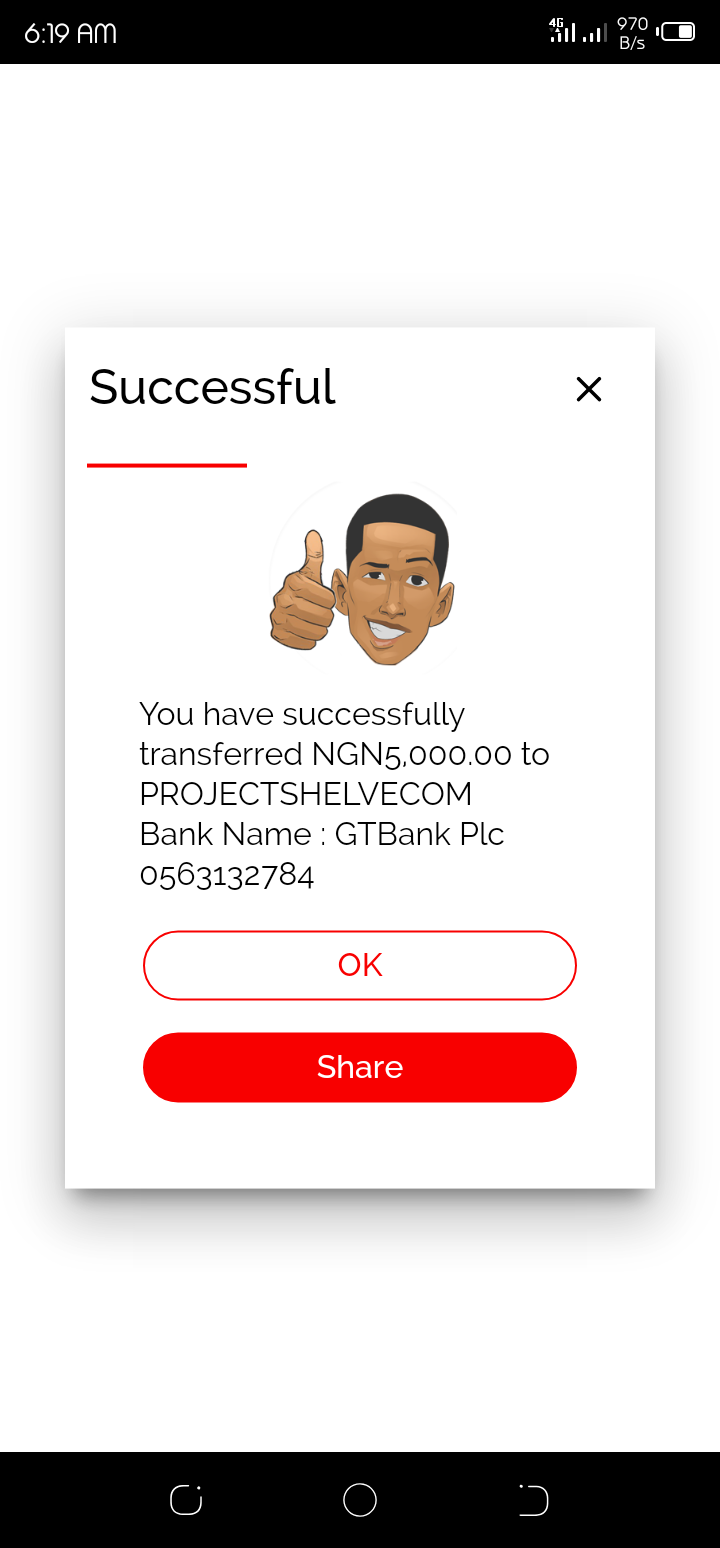 6:19 AM
4G
970
B/s
Successful
You have successfully
transferred NGN5,000.00 to
PROJECTSHELVECOM
Bank Name : GTBank Plc
0563132784
OK
Share